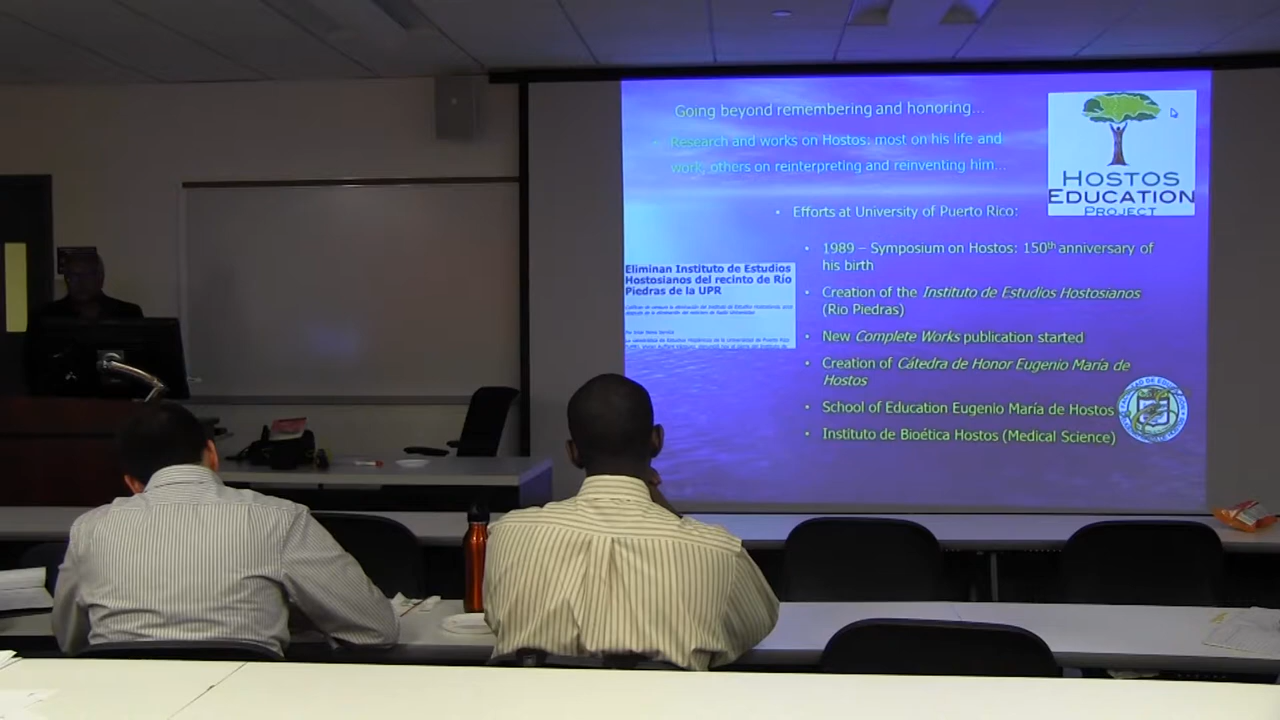 Going beyond remembering and honoring...
Research and works on Hostos: most on his life and
work, others on reinterpreting and reinventing him...
HOSTOS
EDUCATION
PROJECT
Efforts at University of Puerto Rico:
1989 – Symposium on Hostos: 150th anniversary of
his birth
Creation of the Instituto de Estudios Hostosianos
(Rio Piedras)
New Complete Works publication started
Creation of Cátedra de Honor Eugenio María de
Hostos
School of Education Eugenio María de Hostos
Instituto de Bioética Hostos (Medical Science)
Eliminan Instituto de Estudios
Hostosianos del recinto de Río
Piedras de la UPR